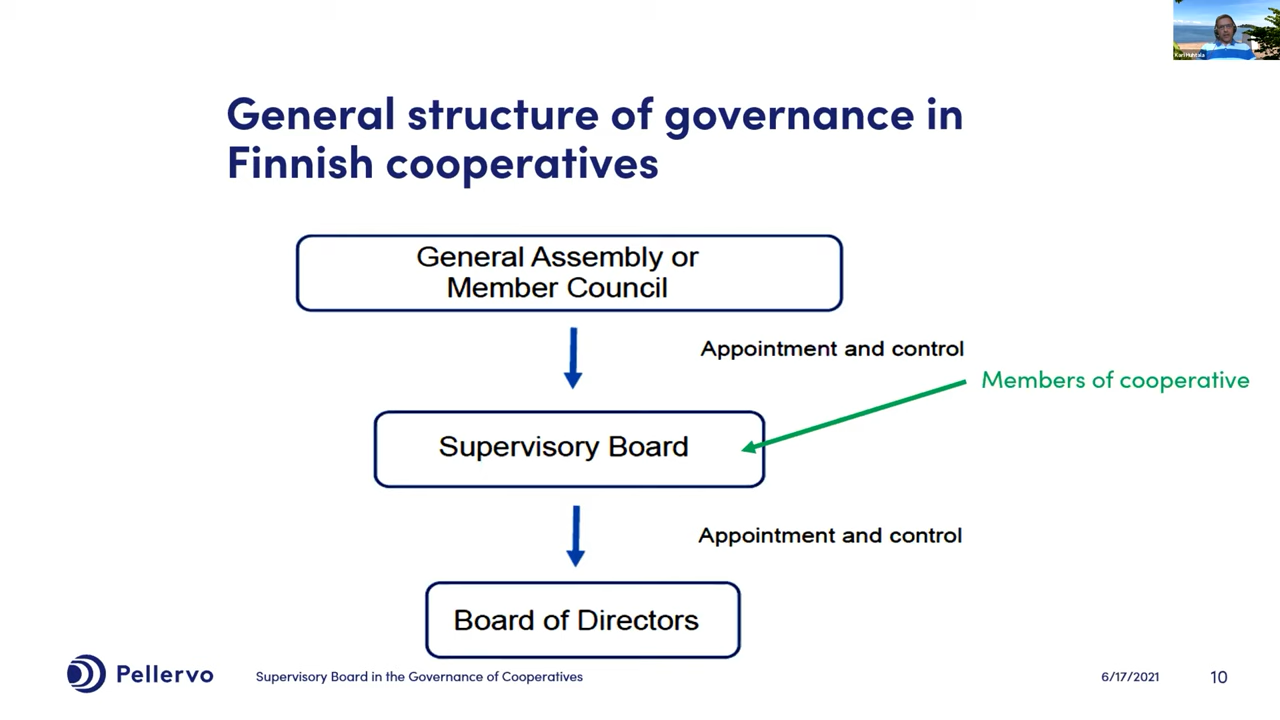 Kari Huhtala
General structure of governance in
Finnish cooperatives
General Assembly or
Member Council
Appointment and control
Members of cooperative
Supervisory Board
Appointment and control
Board of Directors
Pellervo
Supervisory Board in the Governance of Cooperatives
6/17/2021
10